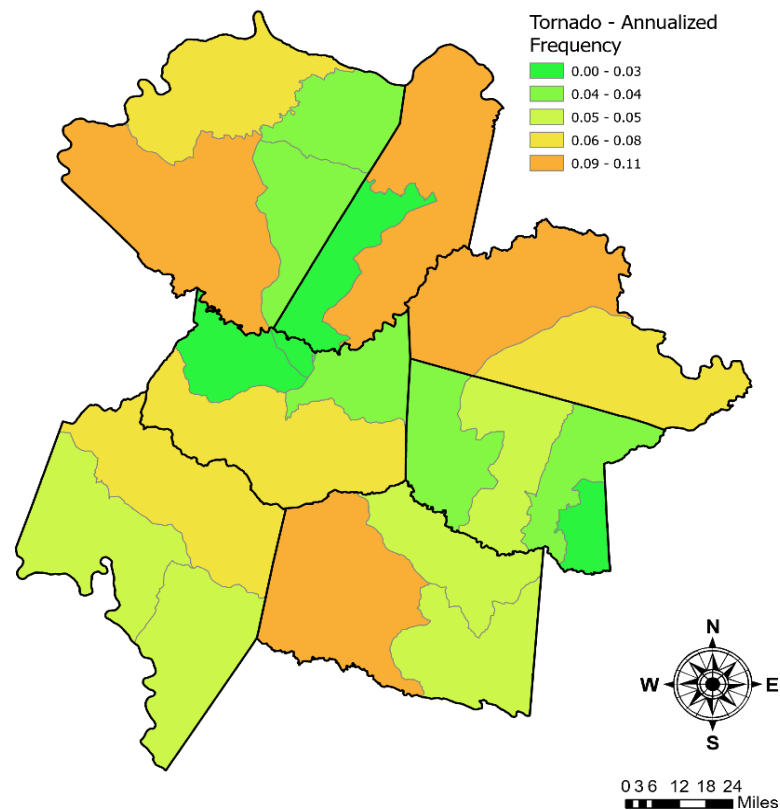 Tornado - Annualized
Frequency
0.00 - 0.03
0.04 - 0.04
0.05 - 0.05
0.06 - 0.08
0.09 - 0.11
N
W E
S
0 3 6 12 18 24
Miles